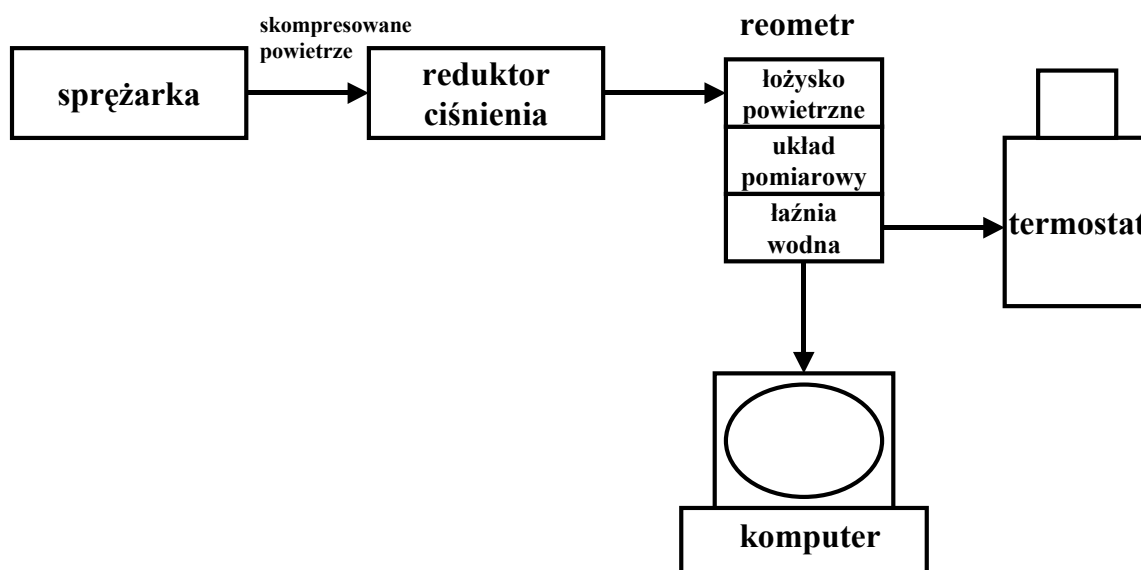 skompresowane
powietrze
sprężarka
reduktor
ciśnienia
reometr
łożysko
powietrzne
układ
pomiarowy
łaźnia
wodna
termostat
komputer